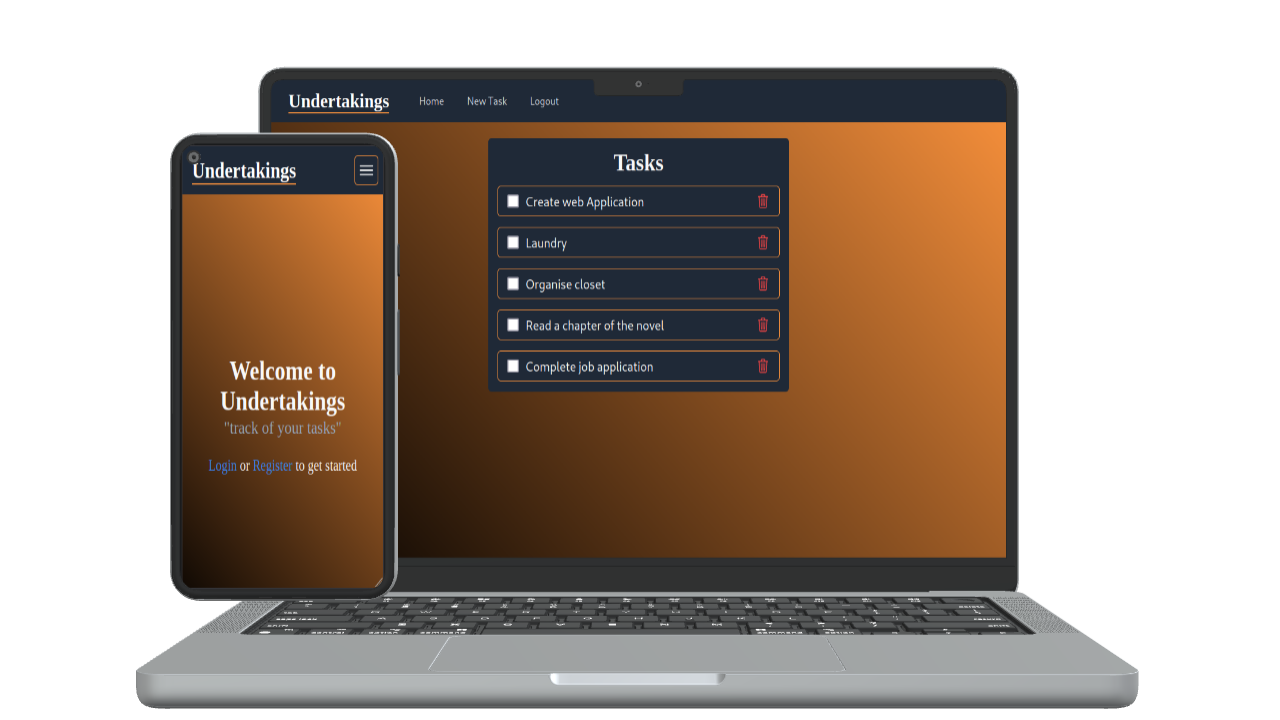 Undertakings
Home
New Task
Logout
Tasks
Create web Application
Laundry
Organise closet
Read a chapter of the novel
Complete job application
Undertakings
Welcome to
Undertakings
"track of your tasks"
Login or Register to get started